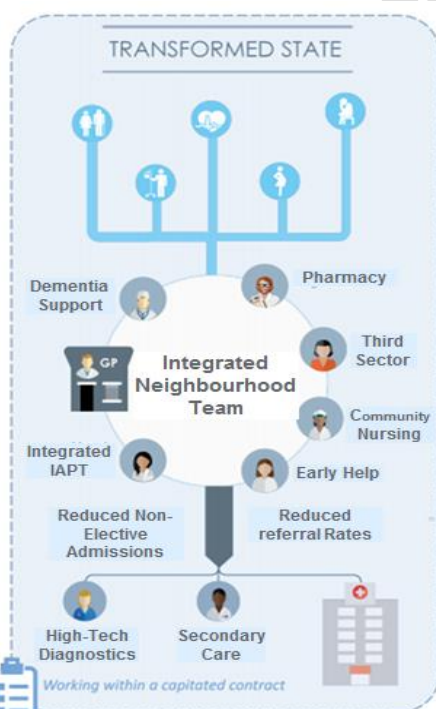 TRANSFORMED STATE
Dementia
Support
Pharmacy
GP
Integrated
Neighbourhood
Team
Third
Sector
Community
Nursing
Integrated
IAPT
Early Help
Reduced Non-
Elective
Admissions
Reduced
referral Rates
High-Tech
Diagnostics
Secondary
Care
Working within a capitated contract